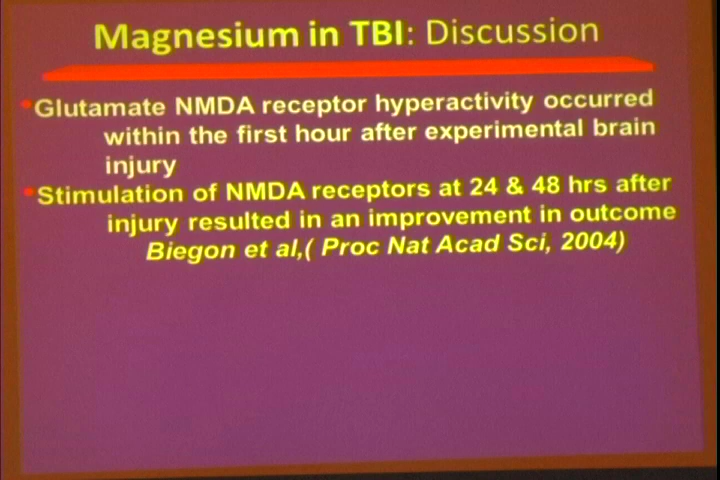 Magnesium in TBI: Discussion
•Glutamate NMDA receptor hyperactivity occurred
within the first hour after experimental brain
injury
•Stimulation of NMDA receptors at 24 & 48 hrs after
injury resulted in an improvement in outcome
Biegon et al,( Proc Nat Acad Sci, 2004)